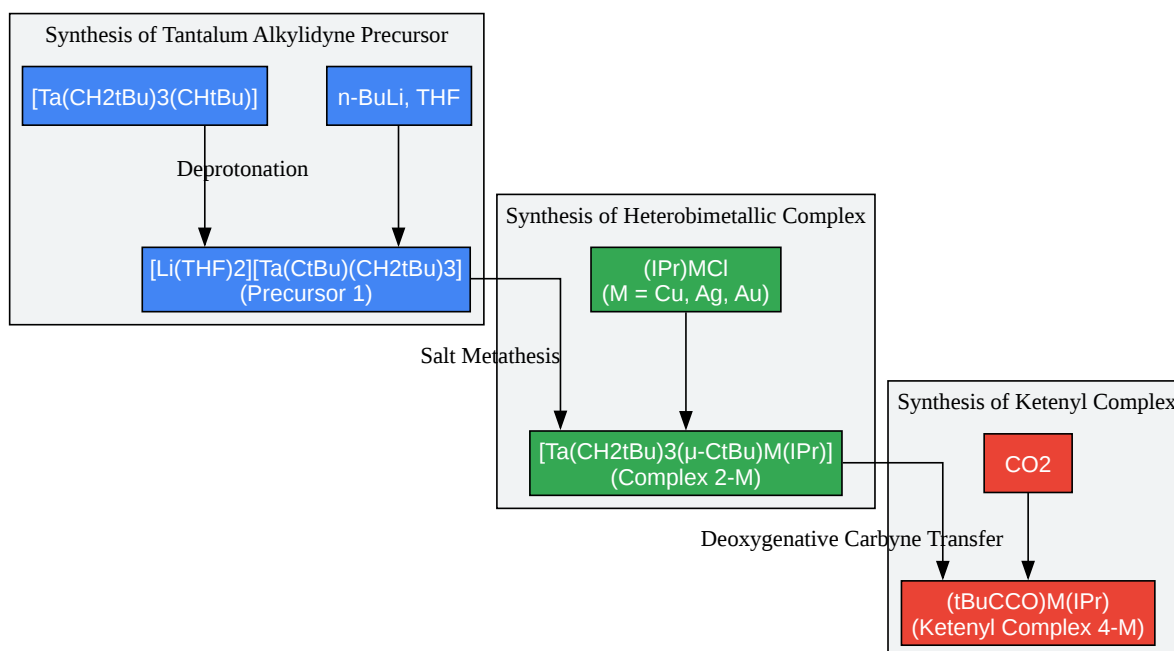 Synthesis of Tantalum Alkylidyne Precursor
[Ta(CH2tBu)3(CHtBu)]
n-BuLi, THF
Deprotonation
[Li(THF)2][Ta(CtBu)(CH2tBu)3]
(Precursor 1)
Synthesis of Heterobimetallic Complex
(IPr)MCl
(M = Cu, Ag, Au)
Salt Metathesis
[Ta(CH2tBu)3(μ-CtBu)M(IPr)]
(Complex 2-M)
Synthesis of Ketenyl Complex
CO2
Deoxygenative Carbyne Transfer
(tBuCCO)M(IPr)
(Ketenyl Complex 4-M)